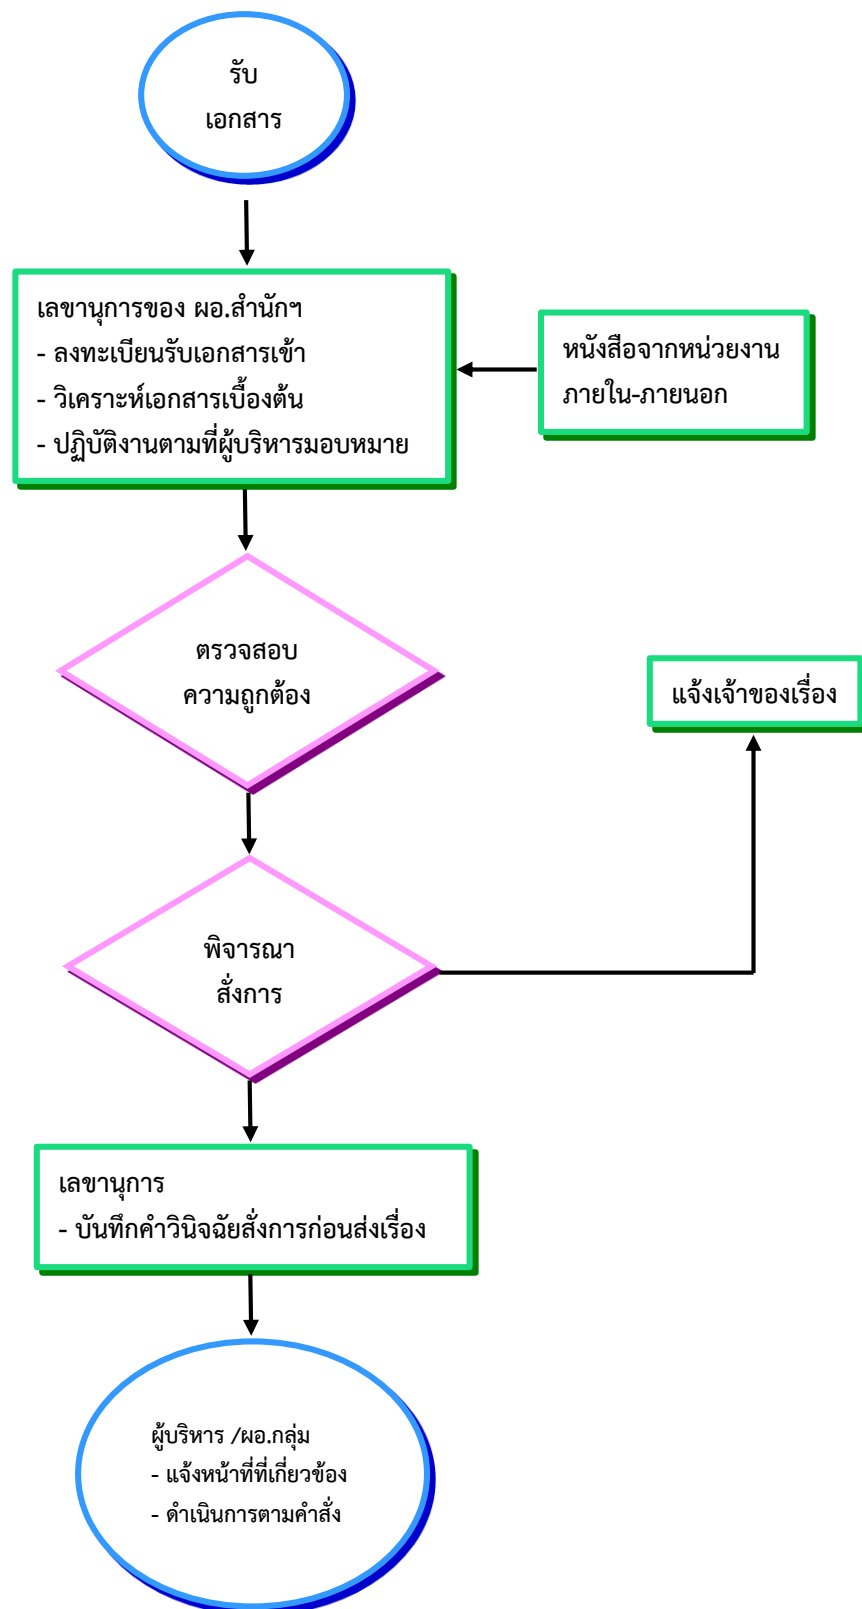 รับ
เอกสาร
เลขานุการของ ผอ.สำนักฯ
- ลงทะเบียนรับเอกสารเข้า
- วิเคราะห์เอกสารเบื้องต้น
- ปฏิบัติงานตามที่ผู้บริหารมอบหมาย
หนังสือจากหน่วยงาน
ภายใน-ภายนอก
ตรวจสอบ
ความถูกต้อง
แจ้งเจ้าของเรื่อง
พิจารณา
สั่งการ
เลขานุการ
- บันทึกคำวินิจฉัยสั่งการก่อนส่งเรื่อง
ผู้บริหาร /ผอ.กลุ่ม
- แจ้งหน้าที่ที่เกี่ยวข้อง
- ดำเนินการตามคำสั่ง